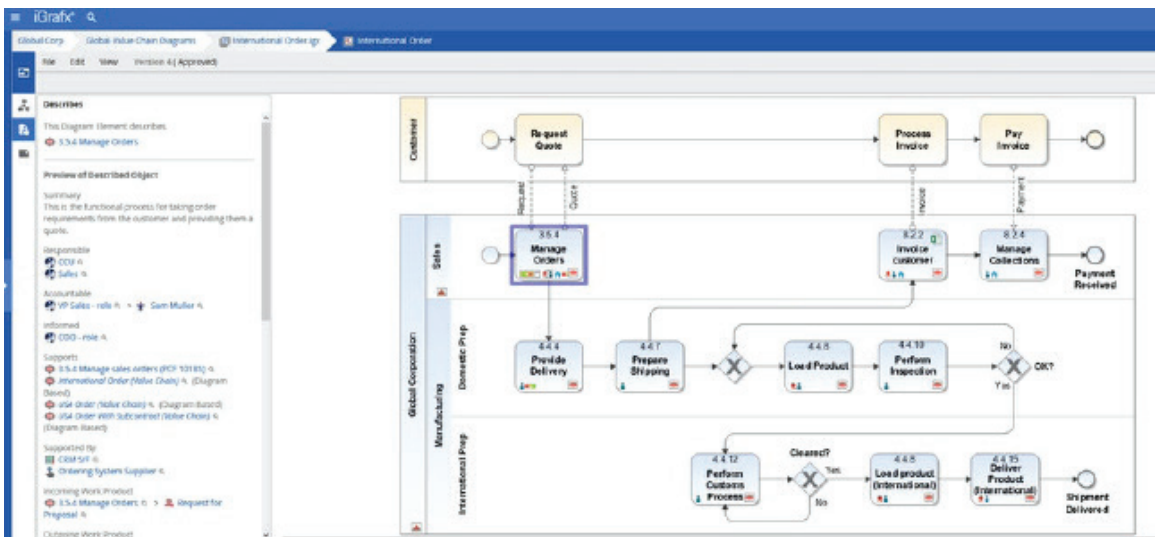 iGrafx
Global Corp Global Value Chain Diagrams International Order.igr International Order
File Edit View Version 4 (Approved)
Describes
This Diagram Element describes
3.5.4 Manage Orders
Preview of Described Object
Summary
This is the functional process for taking order
requirements from the customer and providing them a
quote.
Responsible
Sales
Accountable
VP Sales - role > Sam Muller
Informed
COO - role
Supports
3.5.4 Manage sales orders (PCF 10185)
International Order (Value Chain) (Diagram
Based)
USA Order (Value Chain) (Diagram Based)
USA Order With Subcontract (Value Chain)
(Diagram Based)
Supported By
CRM SLF
Ordering System Supplier
Incoming Work Product
3.5.4 Manage Orders > Request for
Proposal
Outgoing Work Product
Customer
Request
Quote
Process
Invoice
Pay
Invoice
Request
Quote
Invoice
Payment
Global Corporation
Sales
3.5.4
Manage
Orders
8.2.2
Invoice
Customer
8.2.4
Manage
Collections
Payment
Received
Manufacturing
Domestic Prep
4.4.4
Provide
Delivery
4.4.7
Prepare
Shipping
4.4.8
Load Product
4.4.10
Perform
Inspection
No
OK?
Yes
International Prep
4.4.12
Perform
Customs
Process
Cleared?
Yes
No
4.4.8
Load product
(International)
4.4.15
Deliver
Product
(International)
Shipment
Delivered